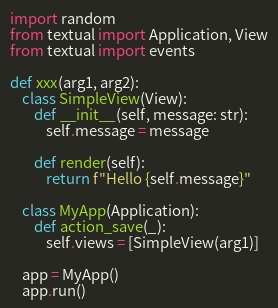 import random
from textual import Application, View
from textual import events

def xxx(arg1, arg2):
    class SimpleView(View):
        def __init__(self, message: str):
            self.message = message

        def render(self):
            return f"Hello {self.message}"

    class MyApp(Application):
        def action_save(_):
            self.views = [SimpleView(arg1)]

    app = MyApp()
    app.run()